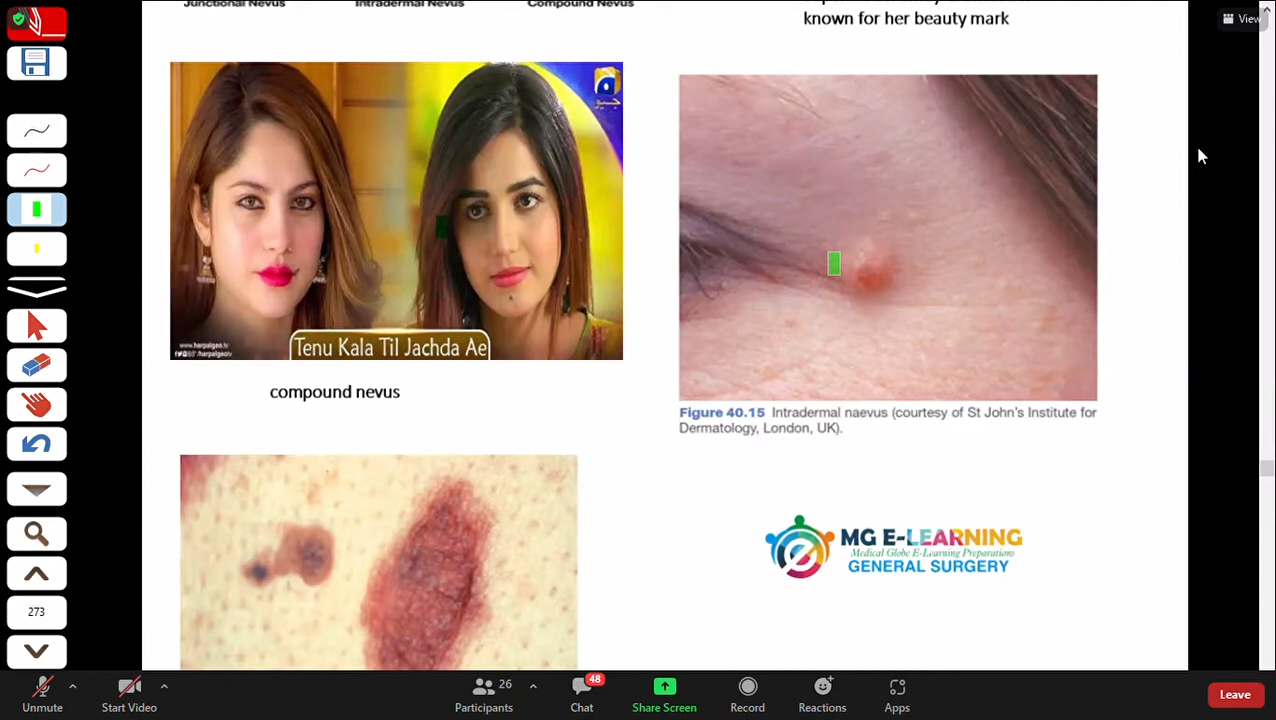 Junctional Nevus Intradermal Nevus Compound Nevus
known for her beauty mark
View
www.harpalgeo.tv
Tenu Kala Til Jachda Ae
compound nevus
Figure 40.15 Intradermal naevus (courtesy of St John's Institute for
Dermatology, London, UK).
MG E-LEARNING
Medical Globe E-Learning Preparations
GENERAL SURGERY
273
Unmute
Start Video
26
Participants
48
Chat
Share Screen
Record
Reactions
Apps
Leave